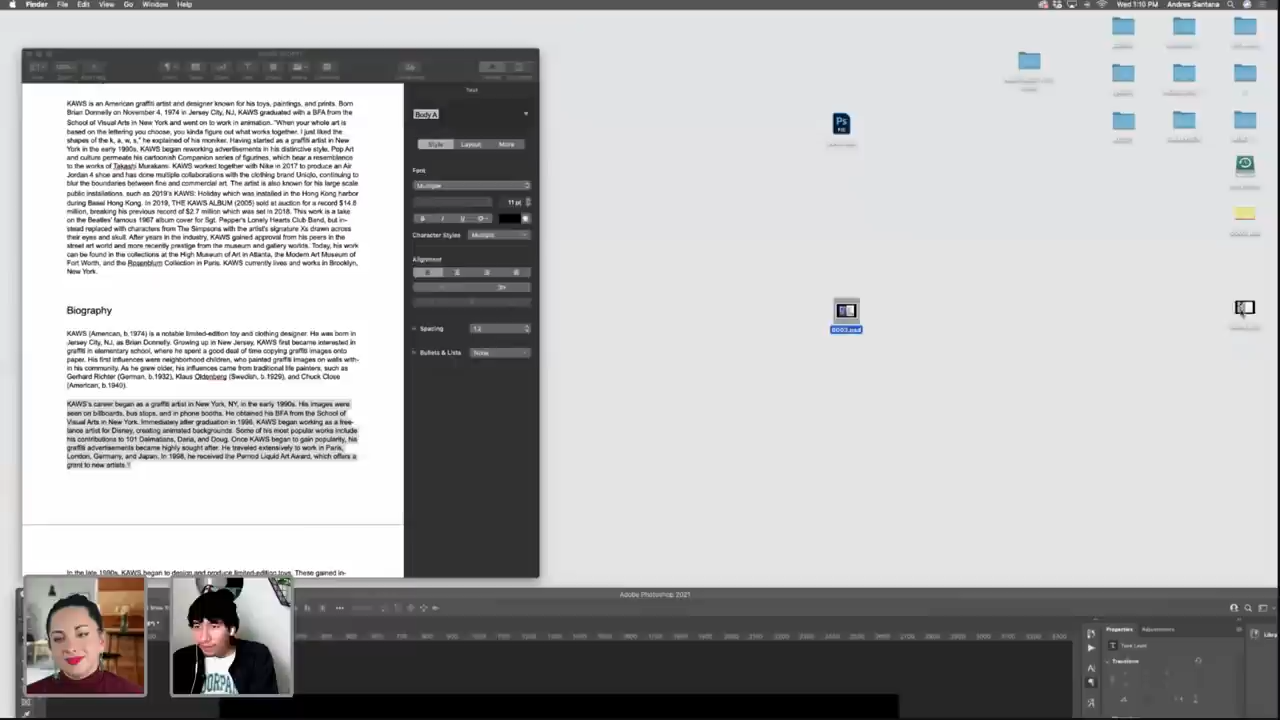 Finder File Edit View Go Window Help
Wed 1:10 PM Andres Santana
KAWS is an American graffiti artist and designer known for his toys, paintings, and prints. Born
Brian Donnelly on November 4, 1974 in Jersey City, NJ, KAWS graduated with a BFA from the
School of Visual Arts in New York and went on to work in animation. "When your whole art is
based on the lettering you choose, you kinda figure out what works together. I just liked the
shapes of the k, a, w, s," he explained of his moniker. Having started as a graffiti artist in New
York in the early 1990s, KAWS began reworking advertisements in his distinctive style. Pop Art
and culture permeate his cartoonish Companion series of figurines, which bear a resemblance
to the works of Takashi Murakami. KAWS worked together with Nike in 2017 to produce an Air
Jordan 4 shoe and has done multiple collaborations with the clothing brand Uniqlo, continuing to
blur the boundaries between fine and commercial art. The artist is also known for his large scale
public installations, such as 2019's KAWS: Holiday which was installed in the Hong Kong harbor
during Basel Hong Kong. In 2019, THE KAWS ALBUM (2005) sold at auction for a record $14.8
million, breaking his previous record of $2.7 million which was set in 2018. This work is a take
on the Beatles' famous 1967 album cover for Sgt. Pepper's Lonely Hearts Club Band, but in-
stead replaced with characters from The Simpsons with the artist's signature Xs drawn across
their eyes and skull. After years in the industry, KAWS gained approval from his peers in the
street art world and more recently prestige from the museum and gallery worlds. Today, his work
can be found in the collections at the High Museum of Art in Atlanta, the Modern Art Museum of
Fort Worth, and the Rosenblum Collection in Paris. KAWS currently lives and works in Brooklyn,
New York.
Biography
KAWS (American, b.1974) is a notable limited-edition toy and clothing designer. He was born in
Jersey City, NJ, as Brian Donnelly. Growing up in New Jersey, KAWS first became interested in
graffiti in elementary school, where he spent a good deal of time copying graffiti images onto
paper. His first influences were neighborhood children, who painted graffiti images on walls with-
in his community. As he grew older, his influences came from traditional life painters, such as
Gerhard Richter (German, b.1932), Klaus Oldenberg (Swedish, b.1929), and Chuck Close
(American, b.1940).
KAWS's career began as a graffiti artist in New York, NY, in the early 1990s. His images were
seen on billboards, bus stops, and in phone booths. He obtained his BFA from the School of
Visual Arts in New York. Immediately after graduation in 1996, KAWS began working as a free-
lance artist for Disney, creating animated backgrounds. Some of his most popular works include
his contributions to 101 Dalmatians, Daria, and Doug. Once KAWS began to gain popularity, his
graffiti advertisements became highly sought after. He traveled extensively to work in Paris,
London, Germany, and Japan. In 1998, he received the Pernod Liquid Art Award, which offers a
grant to new artists.
In the late 1990s, KAWS began to design and produce limited-edition toys. These gained in-
Text
Body A
Style Layout More
Font
Multiple
11 pt
B I U
Character Styles Multiple
Alignment
Spacing 1.2
Bullets & Lists None
Ps
0003.psd
Adobe Photoshop 2021
Properties Adjustments
Type Layer
Transform